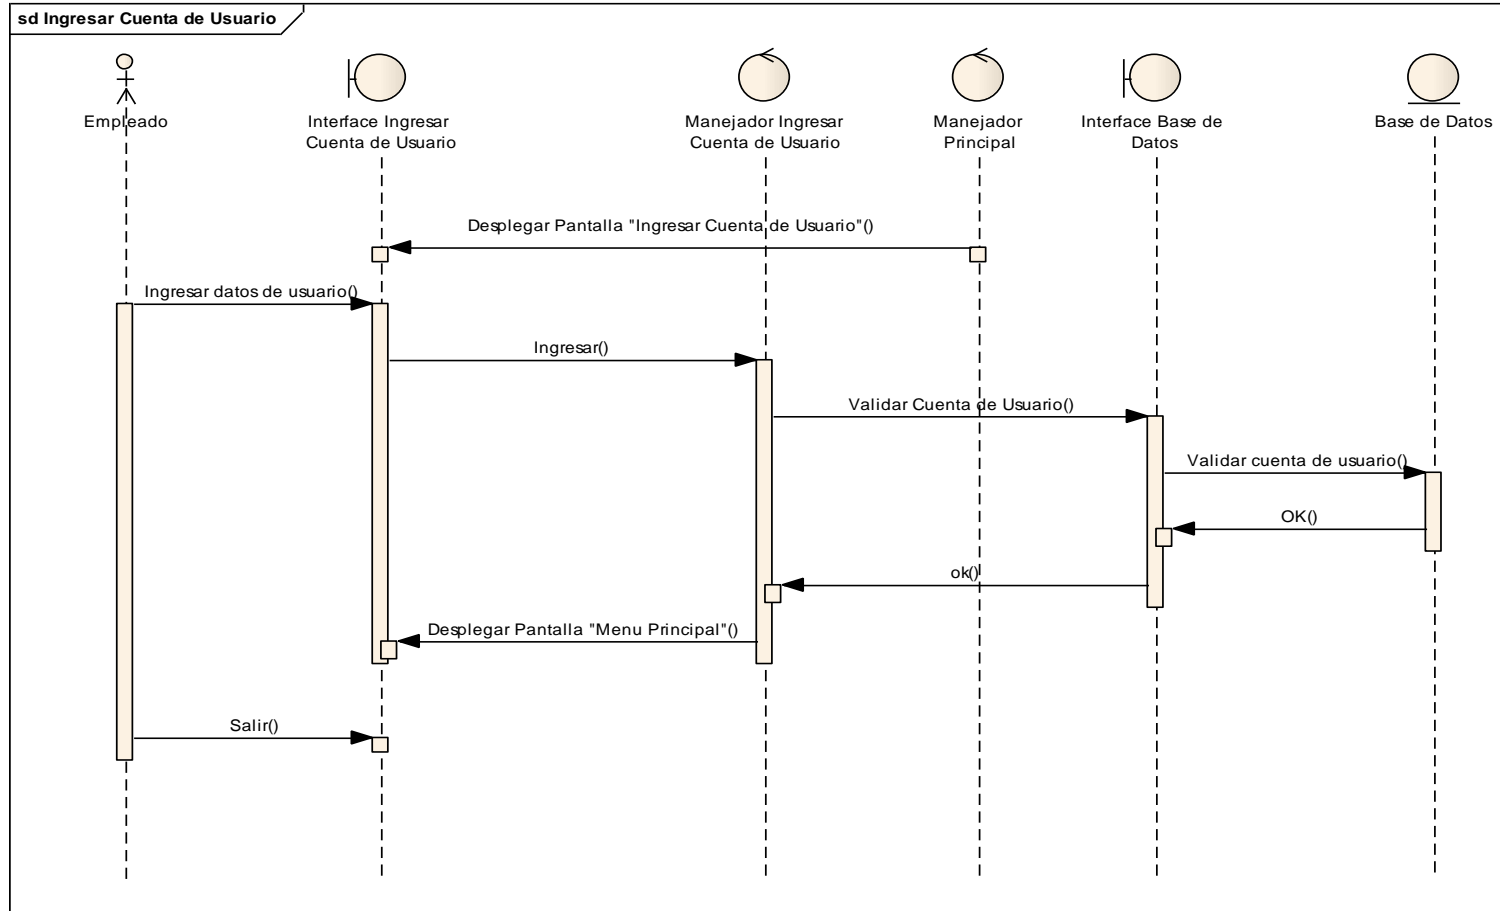 sd Ingresar Cuenta de Usuario
Empleado
Interface Ingresar
Cuenta de Usuario
Manejador Ingresar
Cuenta de Usuario
Manejador
Principal
Interface Base de
Datos
Base de Datos
Desplegar Pantalla "Ingresar Cuenta de Usuario"()
Ingresar datos de usuario()
Ingresar()
Validar Cuenta de Usuario()
Validar cuenta de usuario()
OK()
ok()
Desplegar Pantalla "Menu Principal"()
Salir()